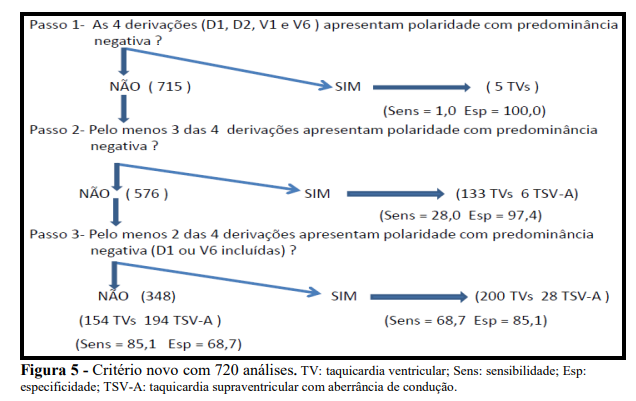 Passo 1- As 4 derivações (D1, D2, V1 e V6 ) apresentam polaridade com predominância
negativa ?
NÃO ( 715) SIM ( 5 TVs )
(Sens = 1,0 Esp = 100,0)
Passo 2- Pelo menos 3 das 4 derivações apresentam polaridade com predominância
negativa ?
NÃO ( 576) SIM (133 TVs 6 TSV-A)
(Sens = 28,0 Esp = 97,4)
Passo 3- Pelo menos 2 das 4 derivações apresentam polaridade com predominância
negativa (D1 ou V6 incluídas) ?
NÃO (348) SIM (200 TVs 28 TSV-A )
(154 TVs 194 TSV-A ) (Sens = 68,7 Esp = 85,1)
(Sens = 85,1 Esp = 68,7)
Figura 5 - Critério novo com 720 análises. TV: taquicardia ventricular; Sens: sensibilidade; Esp:
especificidade; TSV-A: taquicardia supraventricular com aberrância de condução.